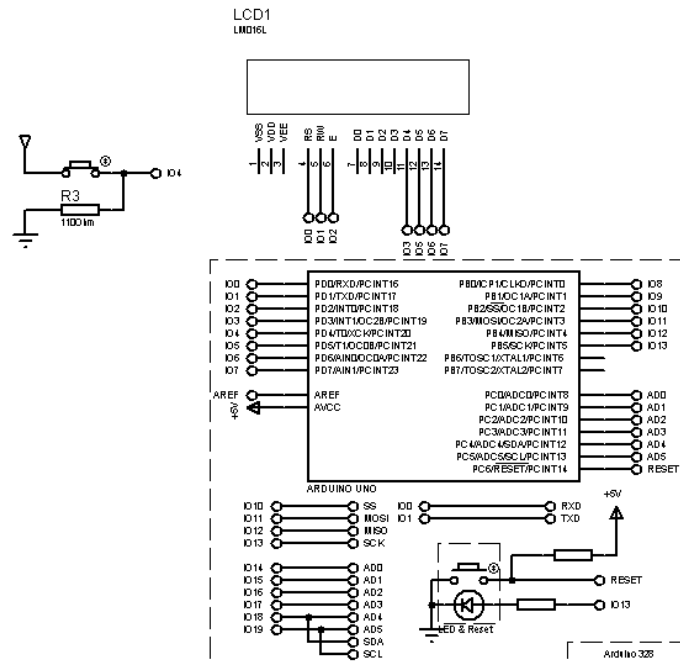 LCD1
LM016L
VSS
VDD
VEE
RS
RW
E
D0
D1
D2
D3
D4
D5
D6
D7
1
2
3
4
5
6
7
8
9
10
11
12
13
14
IO4
R3
IO0
IO1
IO2
IO3
IO5
IO6
IO7
IO0 PD0/RXD/PCINT16
IO1 PD1/TXD/PCINT17
IO2 PD2/INT0/PCINT18
IO3 PD3/INT1/OC2B/PCINT19
IO4 PD4/T0/XCK/PCINT20
IO5 PD5/T1/OC0B/PCINT21
IO6 PD6/AIN0/OC0A/PCINT22
IO7 PD7/AIN1/PCINT23
AREF AREF
+5V AVCC
PB0/ICP1/CLKO/PCINT0 IO8
PB1/OC1A/PCINT1 IO9
PB2/SS/OC1B/PCINT2 IO10
PB3/MOSI/OC2A/PCINT3 IO11
PB4/MISO/PCINT4 IO12
PB5/SCK/PCINT5 IO13
PB6/TOSC1/XTAL1/PCINT6
PB7/TOSC2/XTAL2/PCINT7
PC0/ADC0/PCINT8 AD0
PC1/ADC1/PCINT9 AD1
PC2/ADC2/PCINT10 AD2
PC3/ADC3/PCINT11 AD3
PC4/ADC4/SDA/PCINT12 AD4
PC5/ADC5/SCL/PCINT13 AD5
PC6/RESET/PCINT14 RESET
ARDUINO UNO
IO10 SS
IO11 MOSI
IO12 MISO
IO13 SCK
IO0 RXD
IO1 TXD
IO14 AD0
IO15 AD1
IO16 AD2
IO17 AD3
IO18 AD4
IO19 AD5
SDA
SCL
+5V
RESET
IO13
LED & Reset
Arduino 328